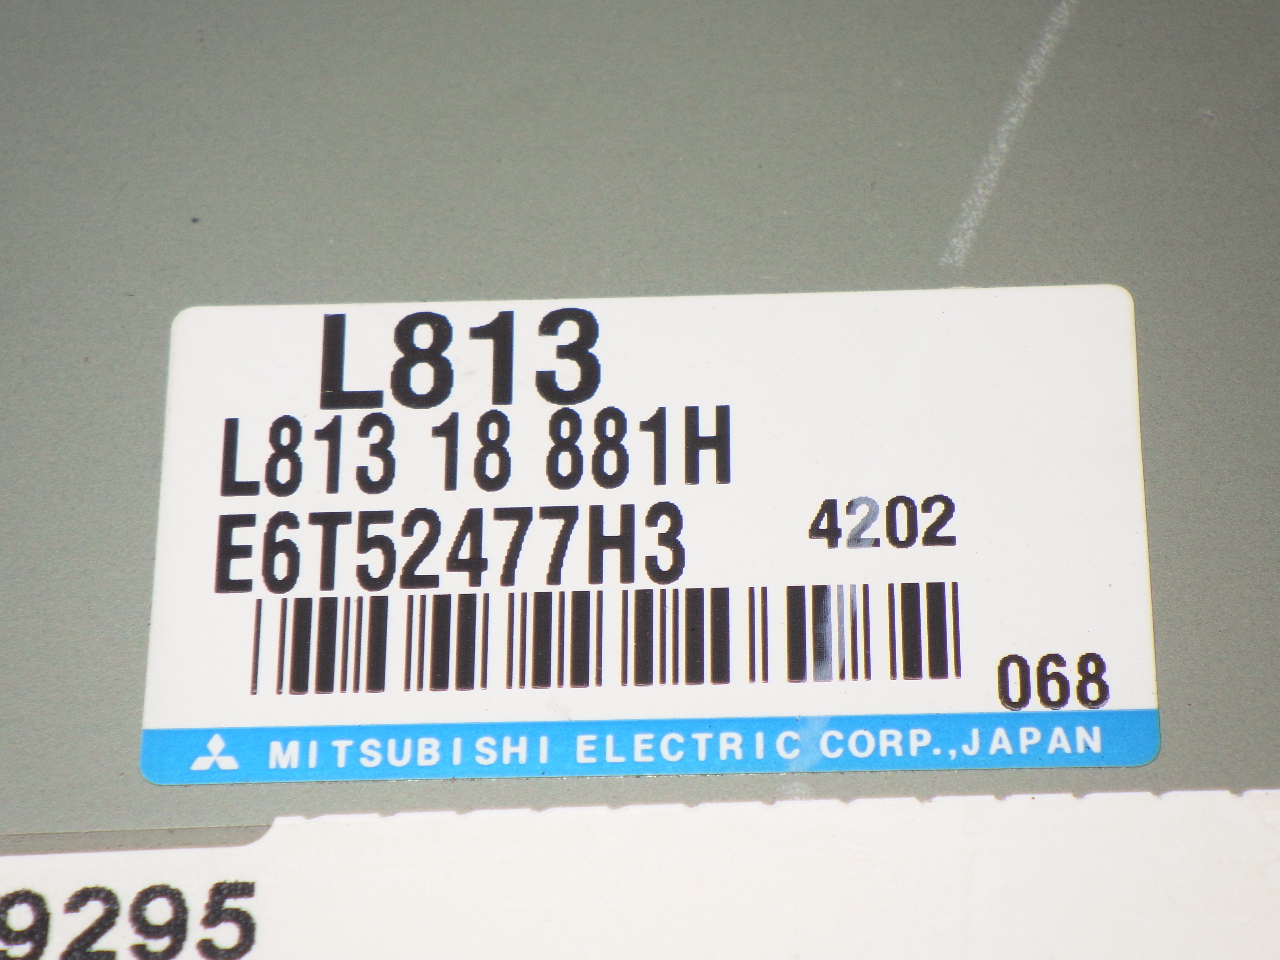 L813
L813 18 881H
E6T52477H3 4202
068
MITSUBISHI ELECTRIC CORP.,JAPAN
9295